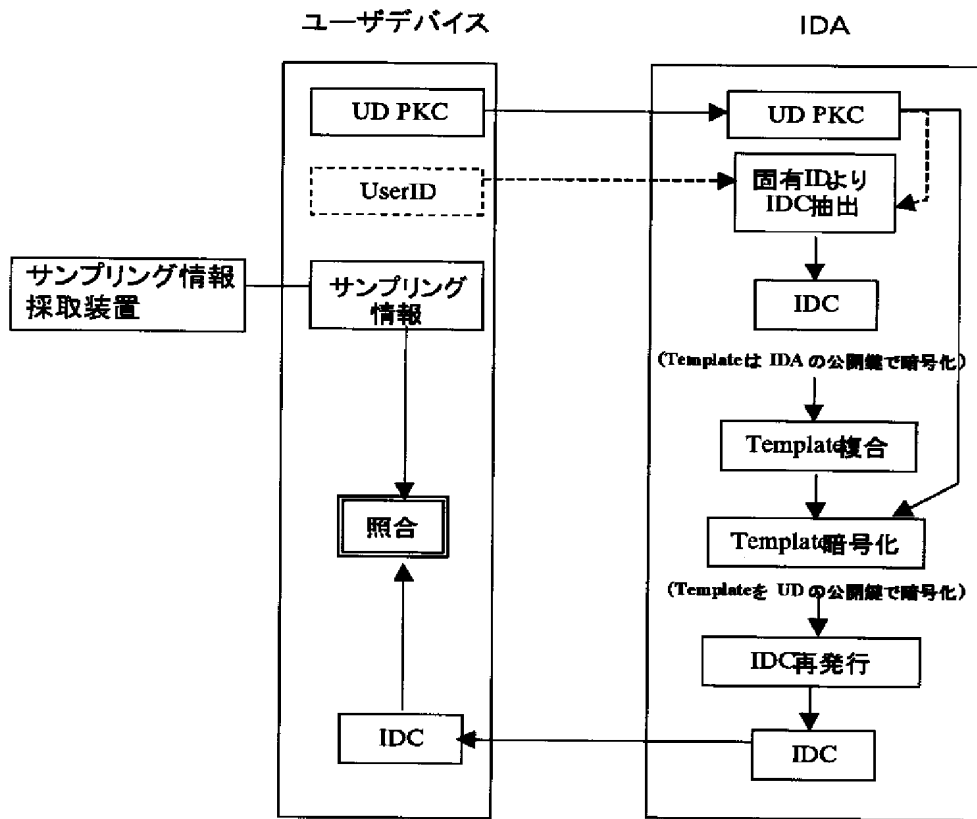 ユーザデバイス
IDA
UD PKC
UD PKC
UserID
固有IDより
IDC抽出
サンプリング情報
採取装置
サンプリング
情報
IDC
(Templateは IDA の公開鍵で暗号化)
Template複合
照合
Template暗号化
(Templateを UD の公開鍵で暗号化)
IDC再発行
IDC
IDC